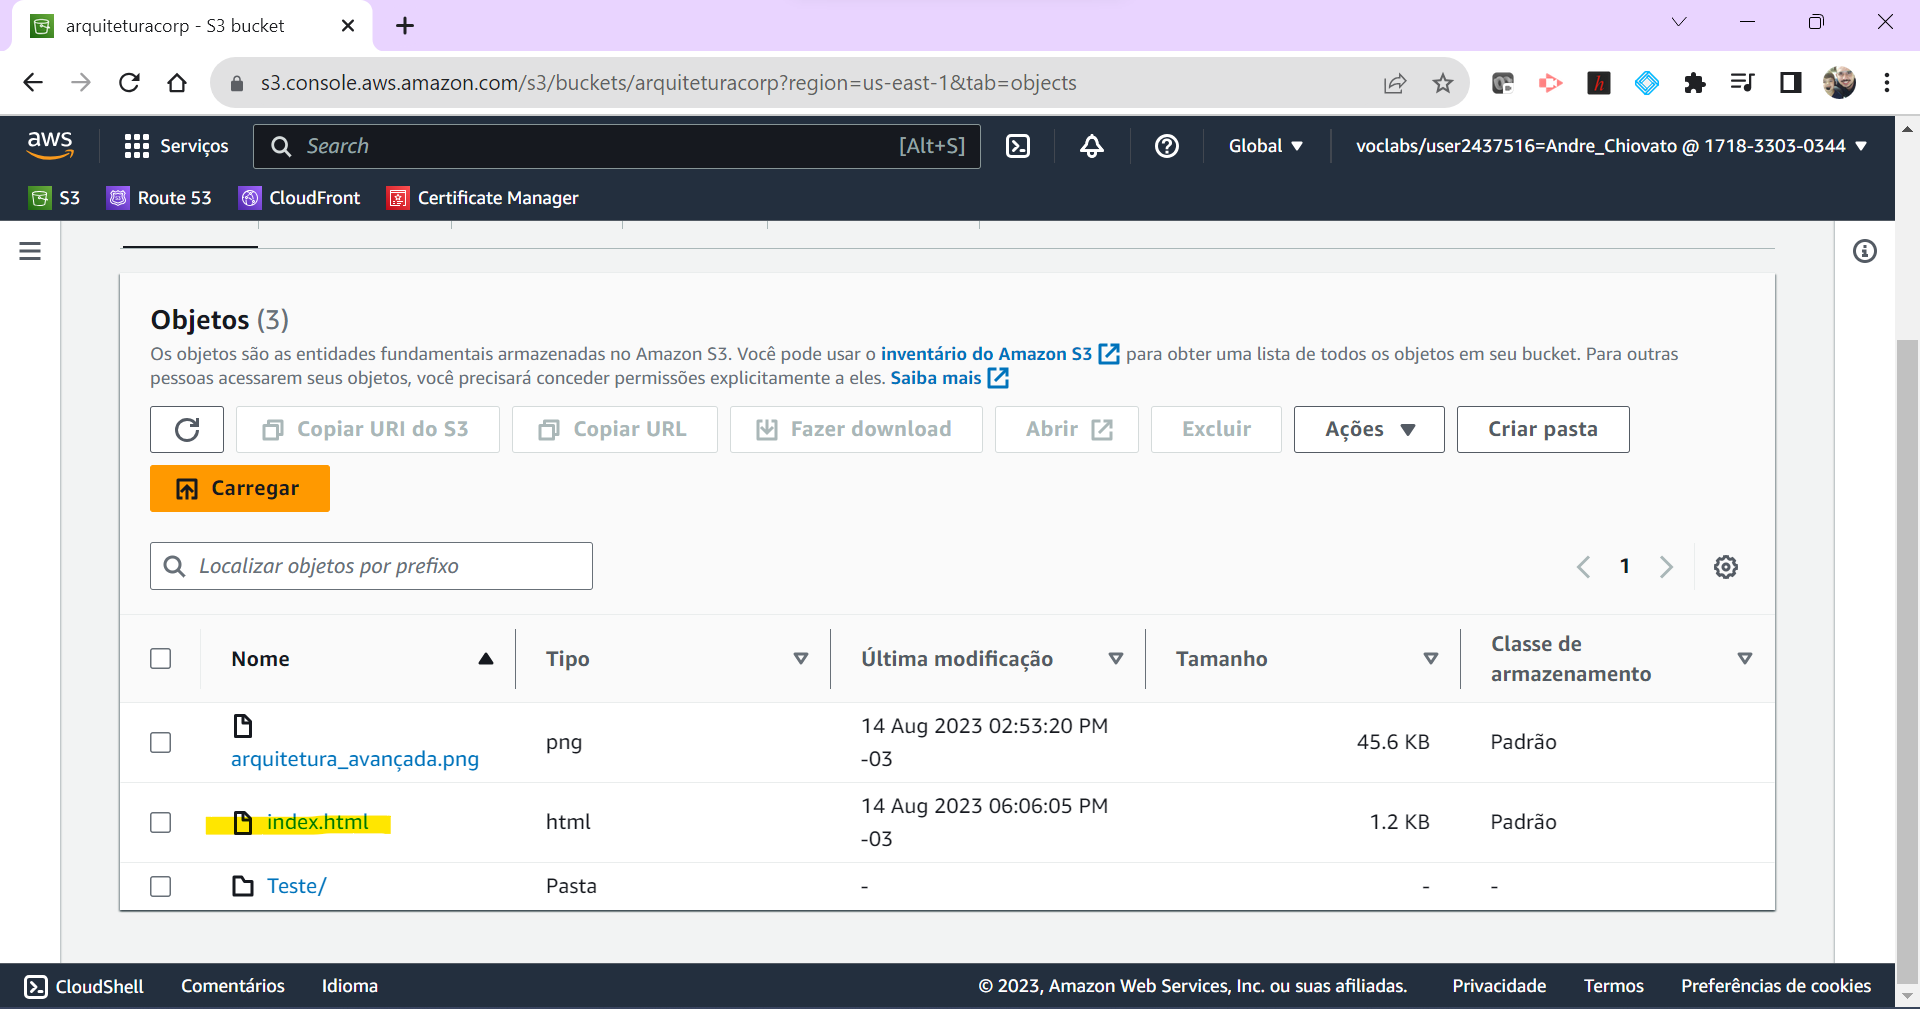 arquiteturacorp - S3 bucket
s3.console.aws.amazon.com/s3/buckets/arquiteturacorp?region=us-east-1&tab=objects
aws
Serviços
Search
[Alt+S]
Global
voclabs/user2437516=Andre_Chiovato @ 1718-3303-0344
S3
Route 53
CloudFront
Certificate Manager
Objetos (3)
Os objetos são as entidades fundamentais armazenadas no Amazon S3. Você pode usar o inventário do Amazon S3 para obter uma lista de todos os objetos em seu bucket. Para outras
pessoas acessarem seus objetos, você precisará conceder permissões explicitamente a eles. Saiba mais
Copiar URI do S3
Copiar URL
Fazer download
Abrir
Excluir
Ações
Criar pasta
Carregar
Localizar objetos por prefixo
1
Nome
Tipo
Última modificação
Tamanho
Classe de
armazenamento
arquitetura_avançada.png
png
14 Aug 2023 02:53:20 PM
-03
45.6 KB
Padrão
index.html
html
14 Aug 2023 06:06:05 PM
-03
1.2 KB
Padrão
Teste/
Pasta
-
-
-
CloudShell
Comentários
Idioma
© 2023, Amazon Web Services, Inc. ou suas afiliadas.
Privacidade
Termos
Preferências de cookies